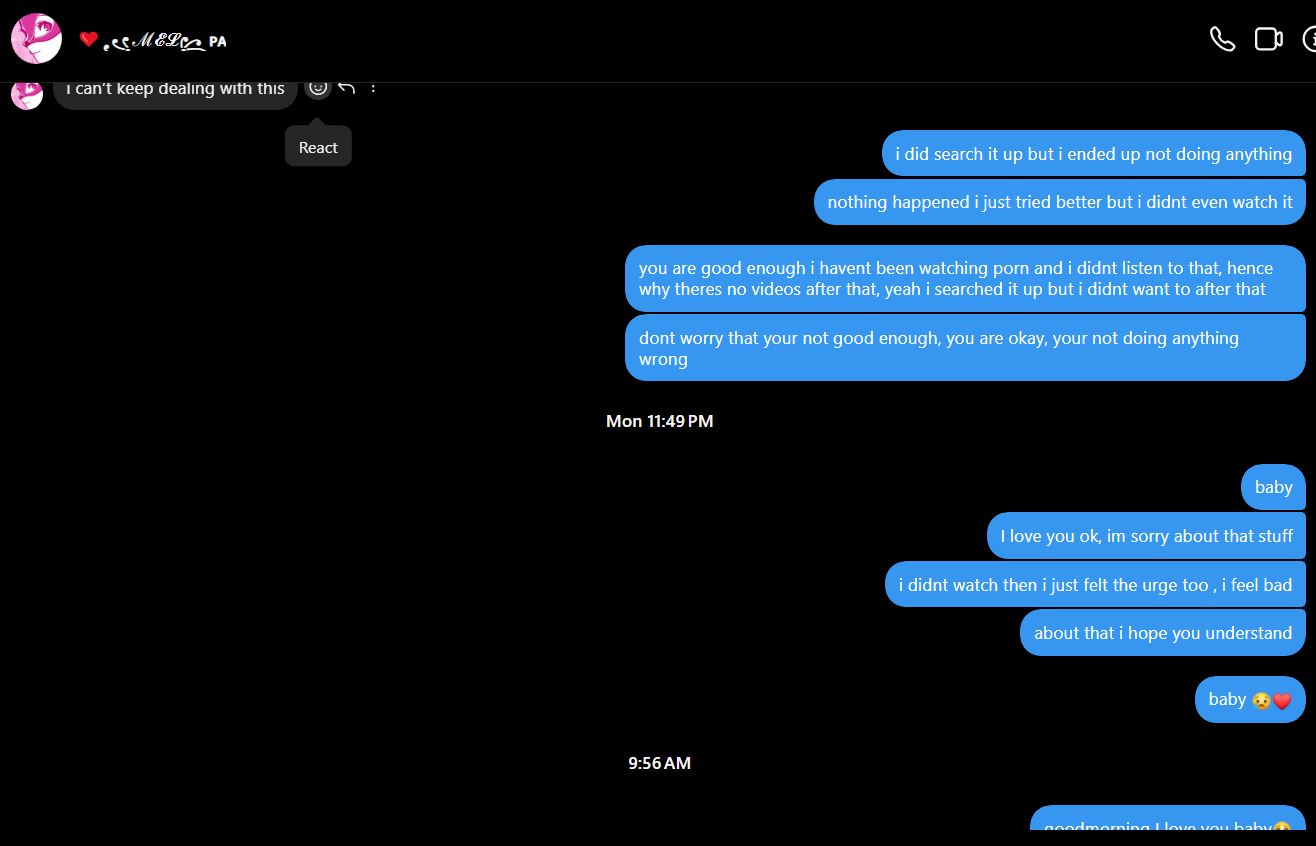 ❤️ ℳℰℒ PA
i can't keep dealing with this
React
i did search it up but i ended up not doing anything
nothing happened i just tried better but i didnt even watch it
you are good enough i havent been watching porn and i didnt listen to that, hence
why theres no videos after that, yeah i searched it up but i didnt want to after that
dont worry that your not good enough, you are okay, your not doing anything
wrong
Mon 11:49 PM
baby
I love you ok, im sorry about that stuff
i didnt watch then i just felt the urge too , i feel bad
about that i hope you understand
baby 😥❤️
9:56 AM
goodmorning I love you baby